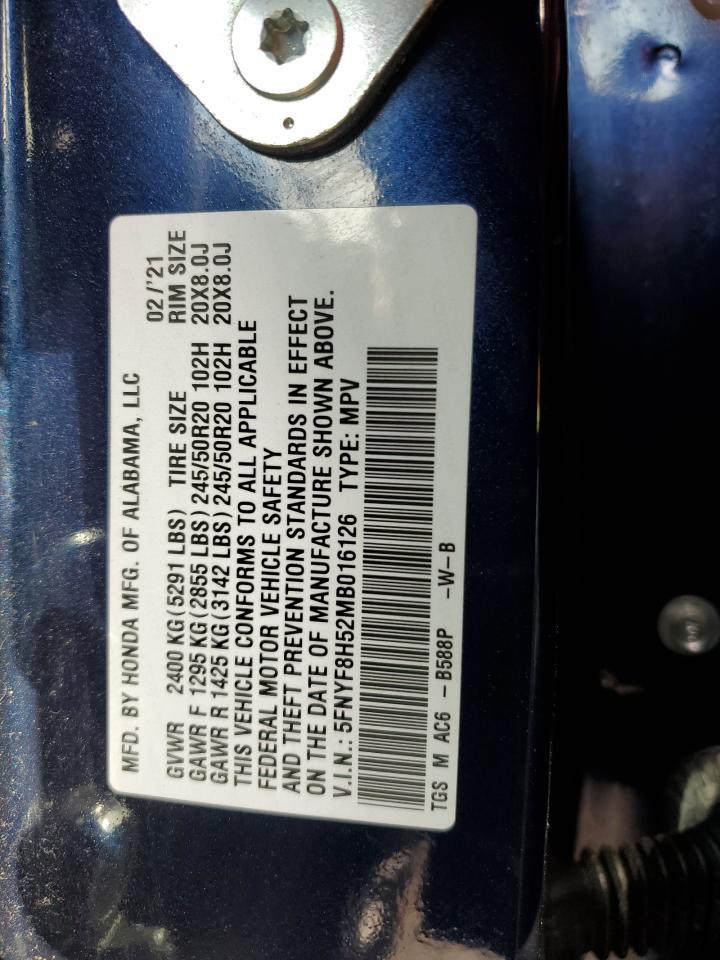 MFD. BY HONDA MFG. OF ALABAMA, LLC
02/'21
GVWR 2400 KG(5291 LBS) TIRE SIZE RIM SIZE
GAWR F 1295 KG(2855 LBS)245/50R20 102H 20X8.0J
GAWR R 1425 KG(3142 LBS)245/50R20 102H 20X8.0J
THIS VEHICLE CONFORMS TO ALL APPLICABLE
FEDERAL MOTOR VEHICLE SAFETY
AND THEFT PREVENTION STANDARDS IN EFFECT
ON THE DATE OF MANUFACTURE SHOWN ABOVE.
V.I.N.: 5FNYF8H52MB016126 TYPE: MPV
TGS M AC6 -B588P -W-B